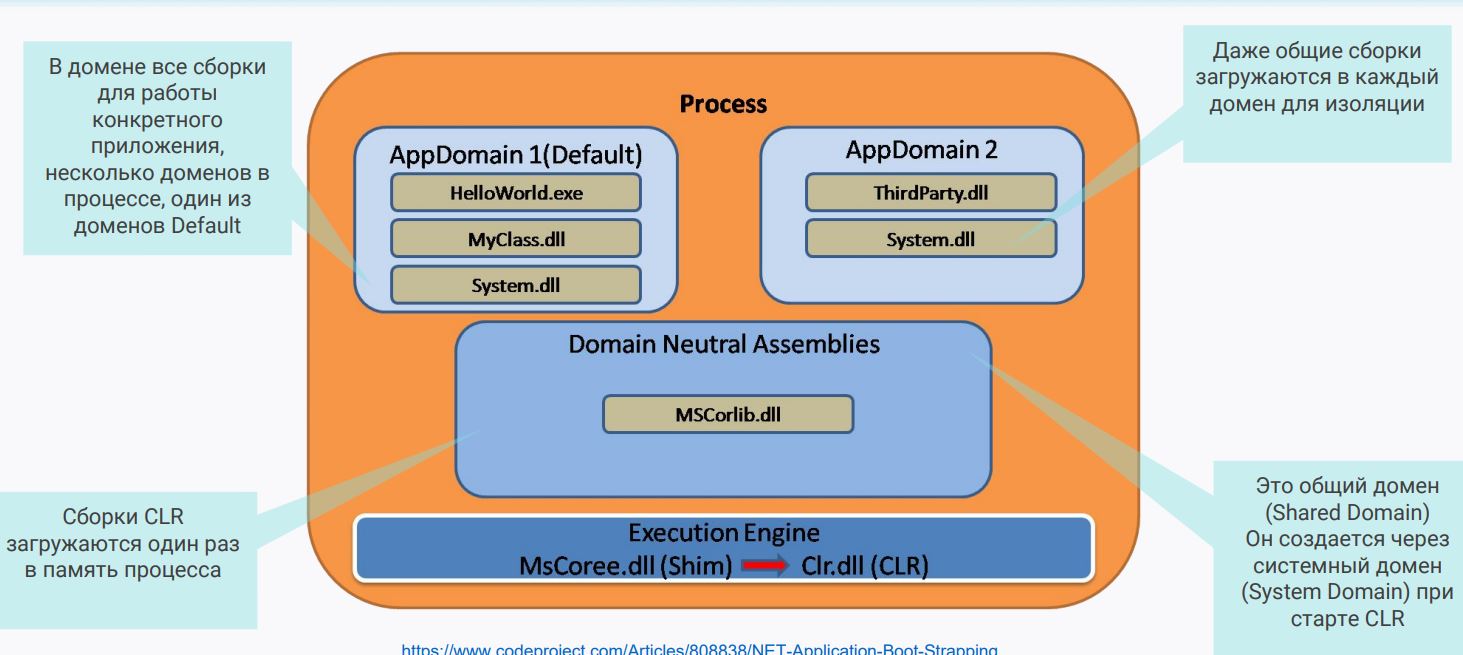 В домене все сборки
для работы
конкретного
приложения,
несколько доменов в
процессе, один из
доменов Default
Даже общие сборки
загружаются в каждый
домен для изоляции
Process
AppDomain 1(Default)
HelloWorld.exe
MyClass.dll
System.dll
AppDomain 2
ThirdParty.dll
System.dll
Domain Neutral Assemblies
MSCorlib.dll
Сборки CLR
загружаются один раз
в память процесса
Это общий домен
(Shared Domain)
Он создается через
системный домен
(System Domain) при
старте CLR
Execution Engine
MsCoree.dll (Shim) Clr.dll (CLR)
https://www.codeproject.com/Articles/808838/NET-Application-Boot-Strapping